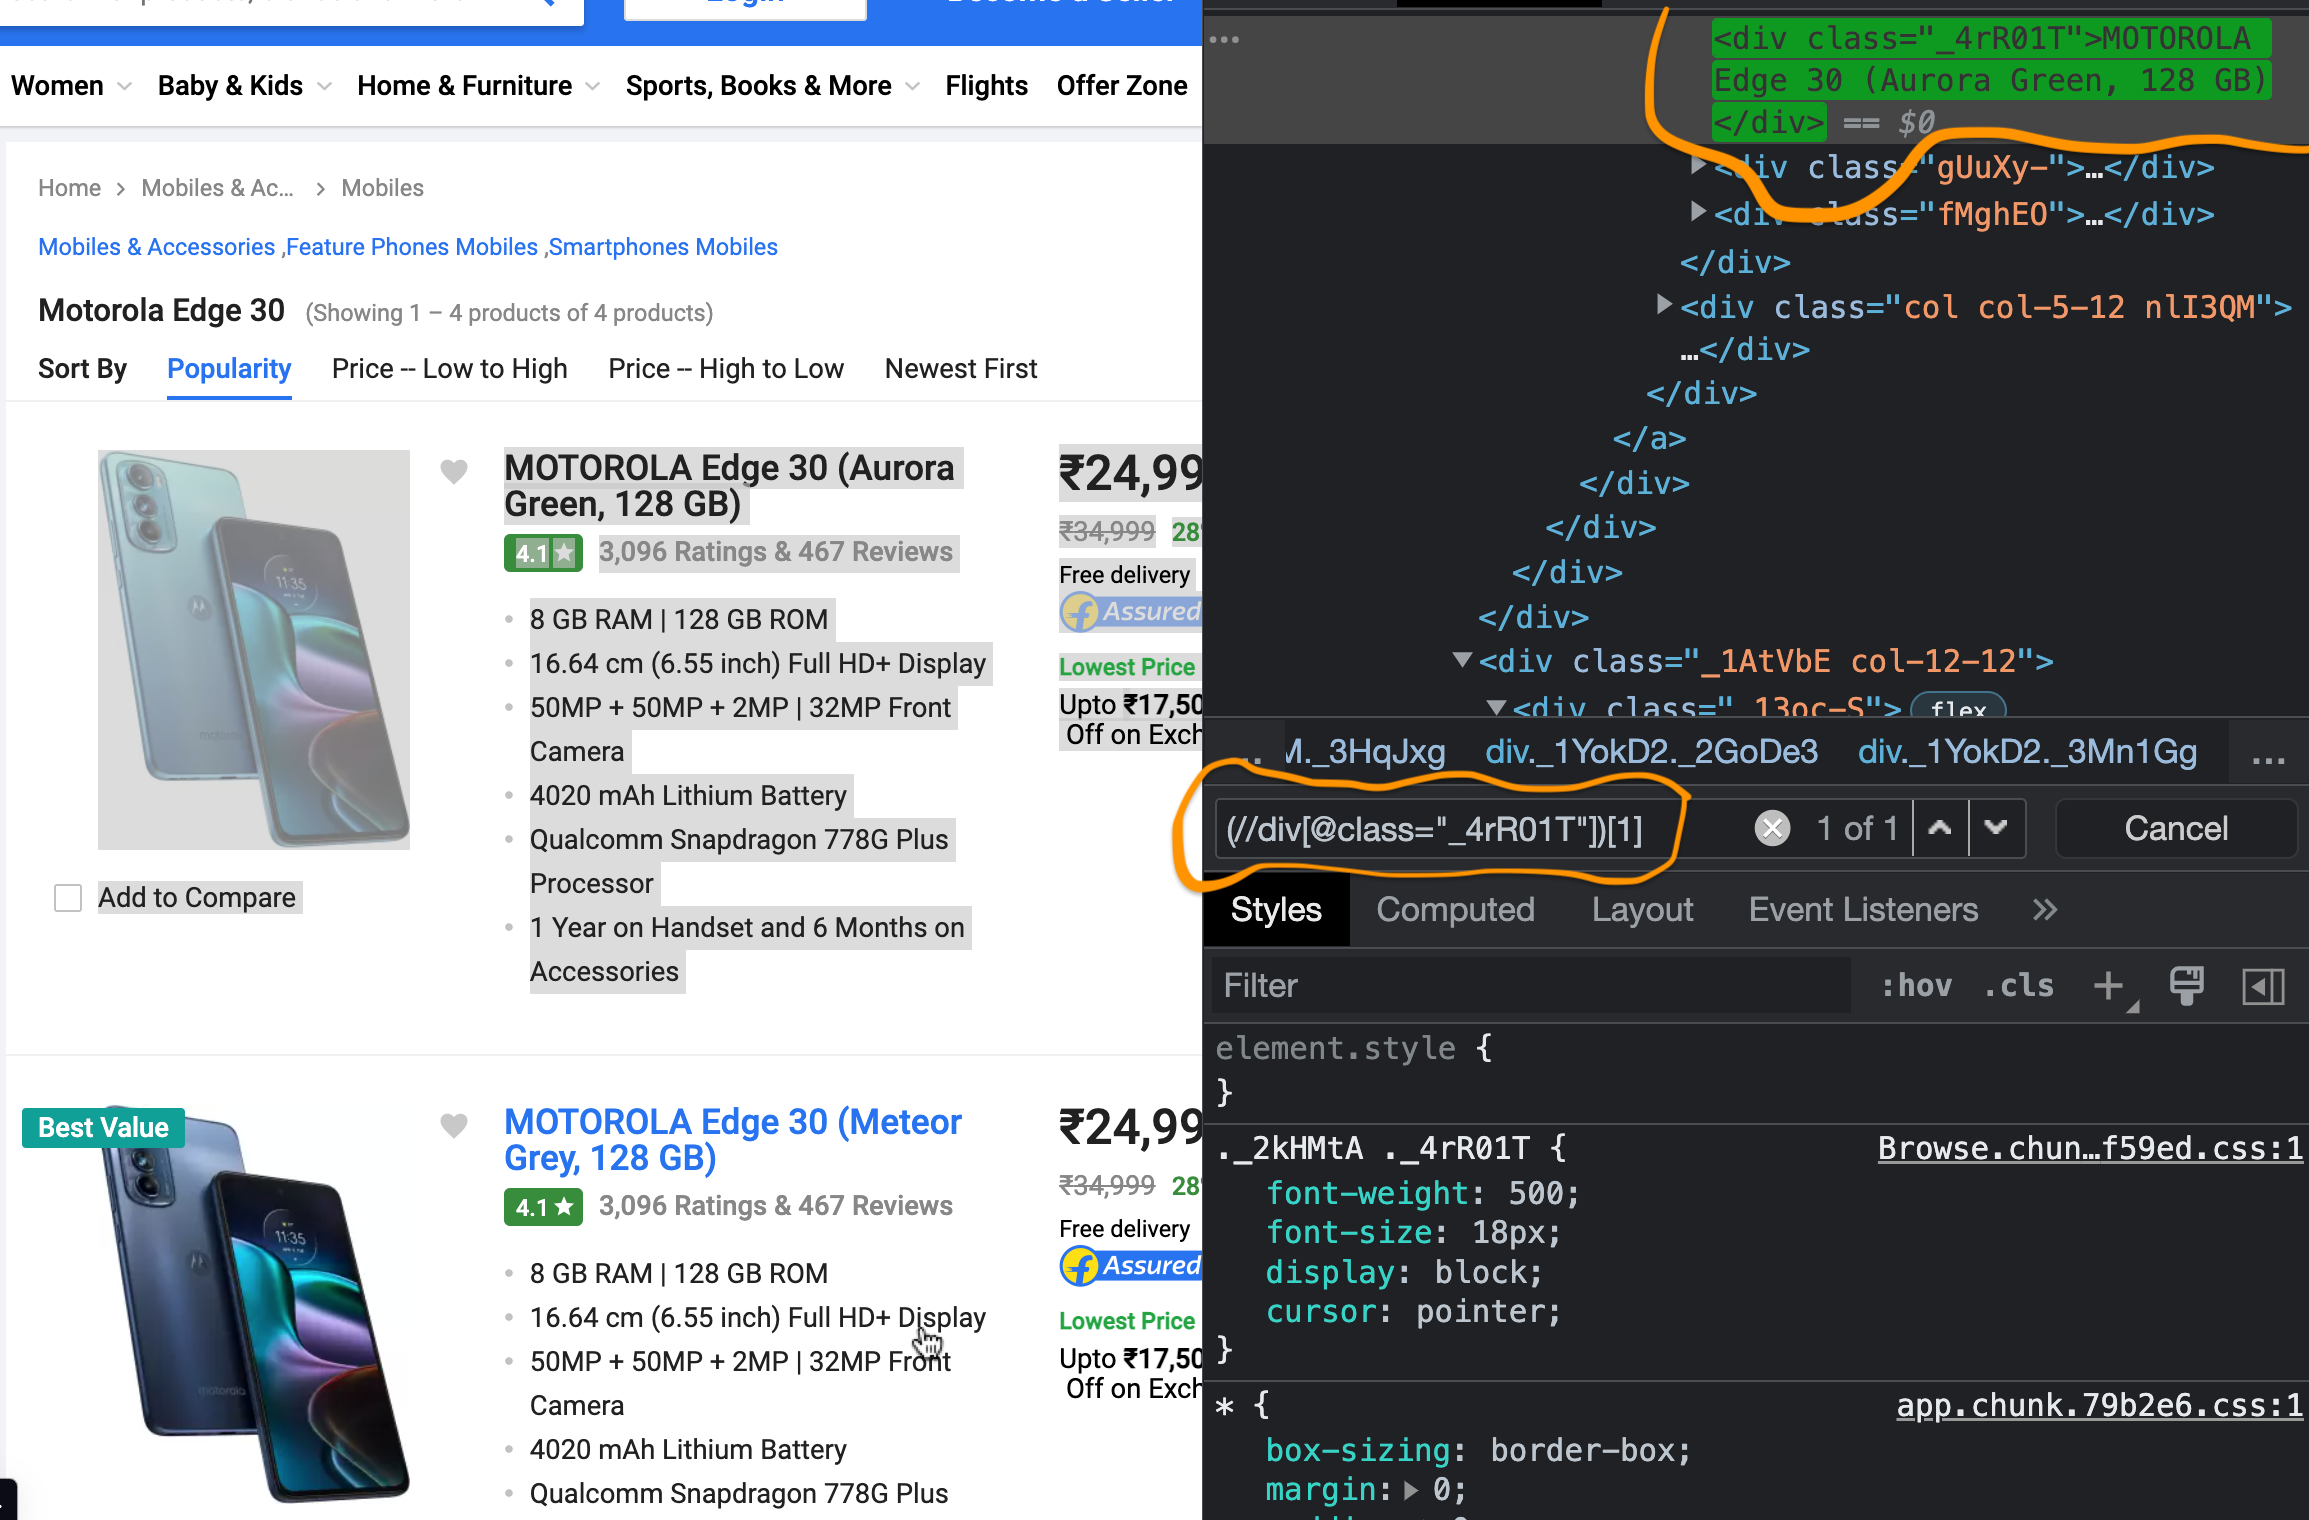 Login
Become a Seller
Women
Baby & Kids
Home & Furniture
Sports, Books & More
Flights
Offer Zone
Home
Mobiles & Ac...
Mobiles
Mobiles & Accessories ,Feature Phones Mobiles ,Smartphones Mobiles
Motorola Edge 30 (Showing 1 – 4 products of 4 products)
Sort By
Popularity
Price -- Low to High
Price -- High to Low
Newest First
MOTOROLA Edge 30 (Aurora
Green, 128 GB)
4.1★ 3,096 Ratings & 467 Reviews
8 GB RAM | 128 GB ROM
16.64 cm (6.55 inch) Full HD+ Display
50MP + 50MP + 2MP | 32MP Front
Camera
4020 mAh Lithium Battery
Qualcomm Snapdragon 778G Plus
Processor
1 Year on Handset and 6 Months on
Accessories
₹24,99
₹34,999 28
Free delivery
Assured
Lowest Price
Upto ₹17,50
Off on Exch
Add to Compare
11:35
motorola
Best Value
MOTOROLA Edge 30 (Meteor
Grey, 128 GB)
4.1★ 3,096 Ratings & 467 Reviews
8 GB RAM | 128 GB ROM
16.64 cm (6.55 inch) Full HD+ Display
50MP + 50MP + 2MP | 32MP Front
Camera
4020 mAh Lithium Battery
Qualcomm Snapdragon 778G Plus
₹24,99
₹34,999 28
Free delivery
Assured
Lowest Price
Upto ₹17,50
Off on Exch
11:35
motorola
<div class="_4rR01T">MOTOROLA
Edge 30 (Aurora Green, 128 GB)
</div> == $0
<div class="gUuXy-">…</div>
<div class="fMghEO">…</div>
</div>
<div class="col col-5-12 nlI3QM">
…</div>
</div>
</a>
</div>
</div>
</div>
</div>
<div class="_1AtVbE col-12-12">
<div class="_13oc-S"> flex
... M._3HqJxg div._1YokD2._2GoDe3 div._1YokD2._3Mn1Gg ...
(//div[@class="_4rR01T"])[1]
1 of 1
Cancel
Styles
Computed
Layout
Event Listeners
Filter
:hov .cls
element.style {
}
._2kHMtA ._4rR01T { Browse.chun…f59ed.css:1
font-weight: 500;
font-size: 18px;
display: block;
cursor: pointer;
}
* { app.chunk.79b2e6.css:1
box-sizing: border-box;
margin: 0;